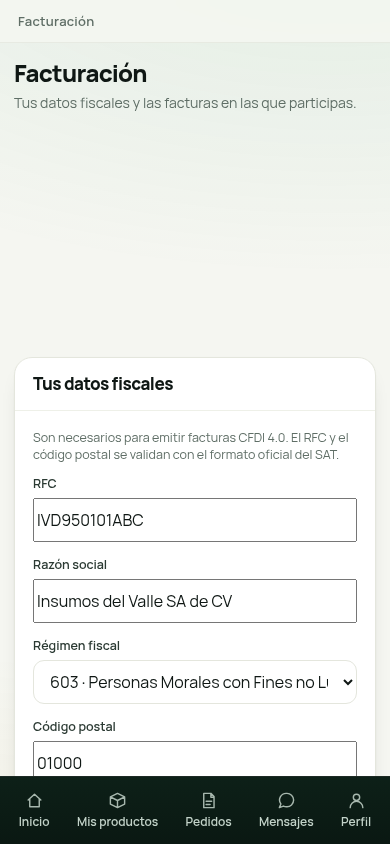 Facturación
Facturación
Tus datos fiscales y las facturas en las que participas.
Tus datos fiscales
Son necesarios para emitir facturas CFDI 4.0. El RFC y el
código postal se validan con el formato oficial del SAT.
RFC
IVD950101ABC
Razón social
Insumos del Valle SA de CV
Régimen fiscal
603 · Personas Morales con Fines no Lu
Código postal
01000
Inicio Mis productos Pedidos Mensajes Perfil